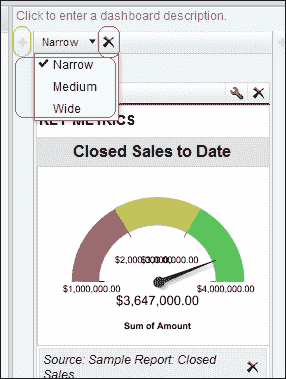 Click to enter a dashboard description.
Narrow
Narrow
Medium
Wide
KEY METRICS
Closed Sales to Date
$2,000,000.00
$3,000,000.00
$1,000,000.00
$4,000,000.00
$3,647,000.00
Sum of Amount
Source: Sample Report: Closed
Sales